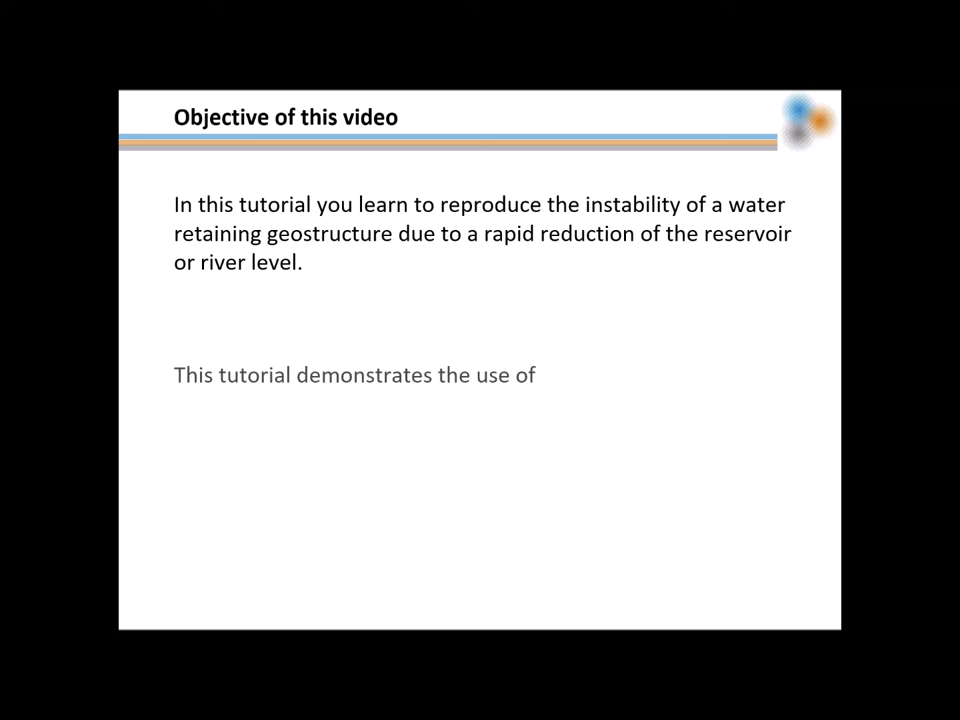 Objective of this video
In this tutorial you learn to reproduce the instability of a water
retaining geostructure due to a rapid reduction of the reservoir
or river level.
This tutorial demonstrates the use of